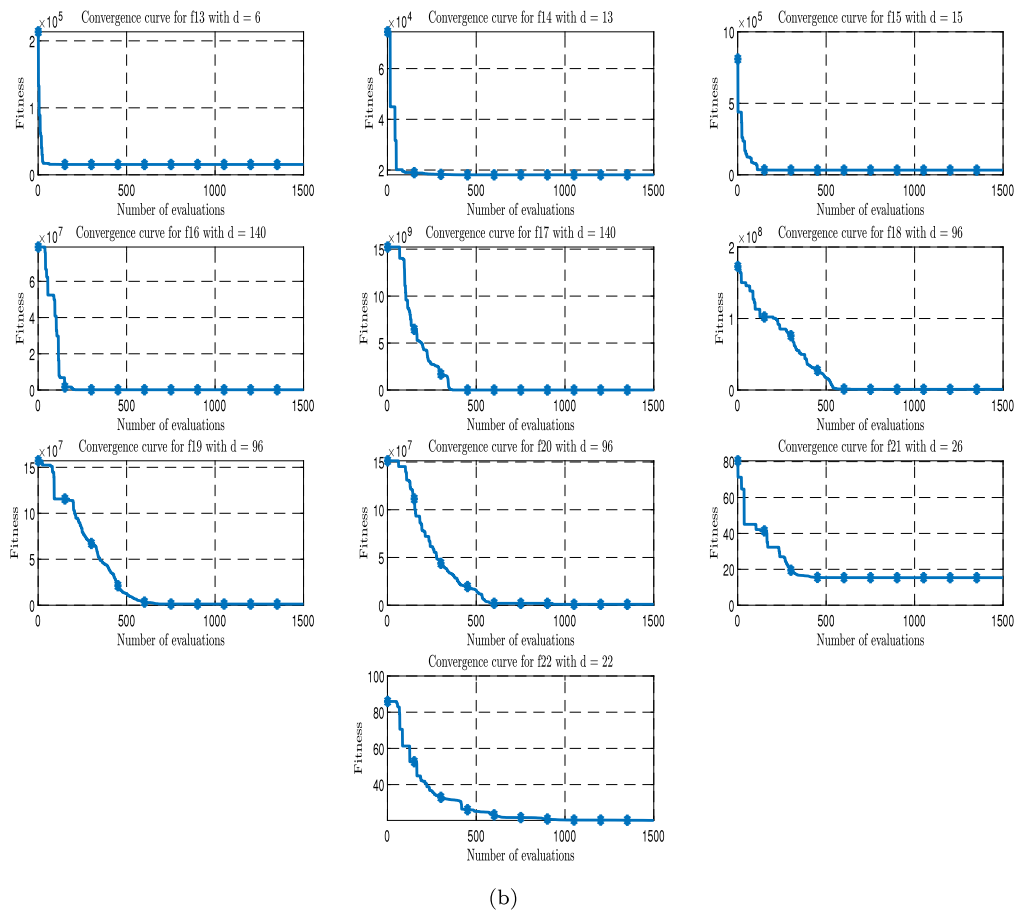 Convergence curve for f13 with d = 6
×10^5
2
1
0
Fitness
0 500 1000 1500
Number of evaluations
Convergence curve for f14 with d = 13
×10^4
6
4
2
Fitness
0 500 1000 1500
Number of evaluations
Convergence curve for f15 with d = 15
×10^5
10
5
0
Fitness
0 500 1000 1500
Number of evaluations
Convergence curve for f16 with d = 140
×10^7
6
4
2
0
Fitness
0 500 1000 1500
Number of evaluations
Convergence curve for f17 with d = 140
×10^9
15
10
5
0
Fitness
0 500 1000 1500
Number of evaluations
Convergence curve for f18 with d = 96
×10^8
2
1
0
Fitness
0 500 1000 1500
Number of evaluations
Convergence curve for f19 with d = 96
×10^7
15
10
5
0
Fitness
0 500 1000 1500
Number of evaluations
Convergence curve for f20 with d = 96
×10^7
15
10
5
0
Fitness
0 500 1000 1500
Number of evaluations
Convergence curve for f21 with d = 26
80
60
40
20
0
Fitness
0 500 1000 1500
Number of evaluations
Convergence curve for f22 with d = 22
100
80
60
40
Fitness
0 500 1000 1500
Number of evaluations
(b)